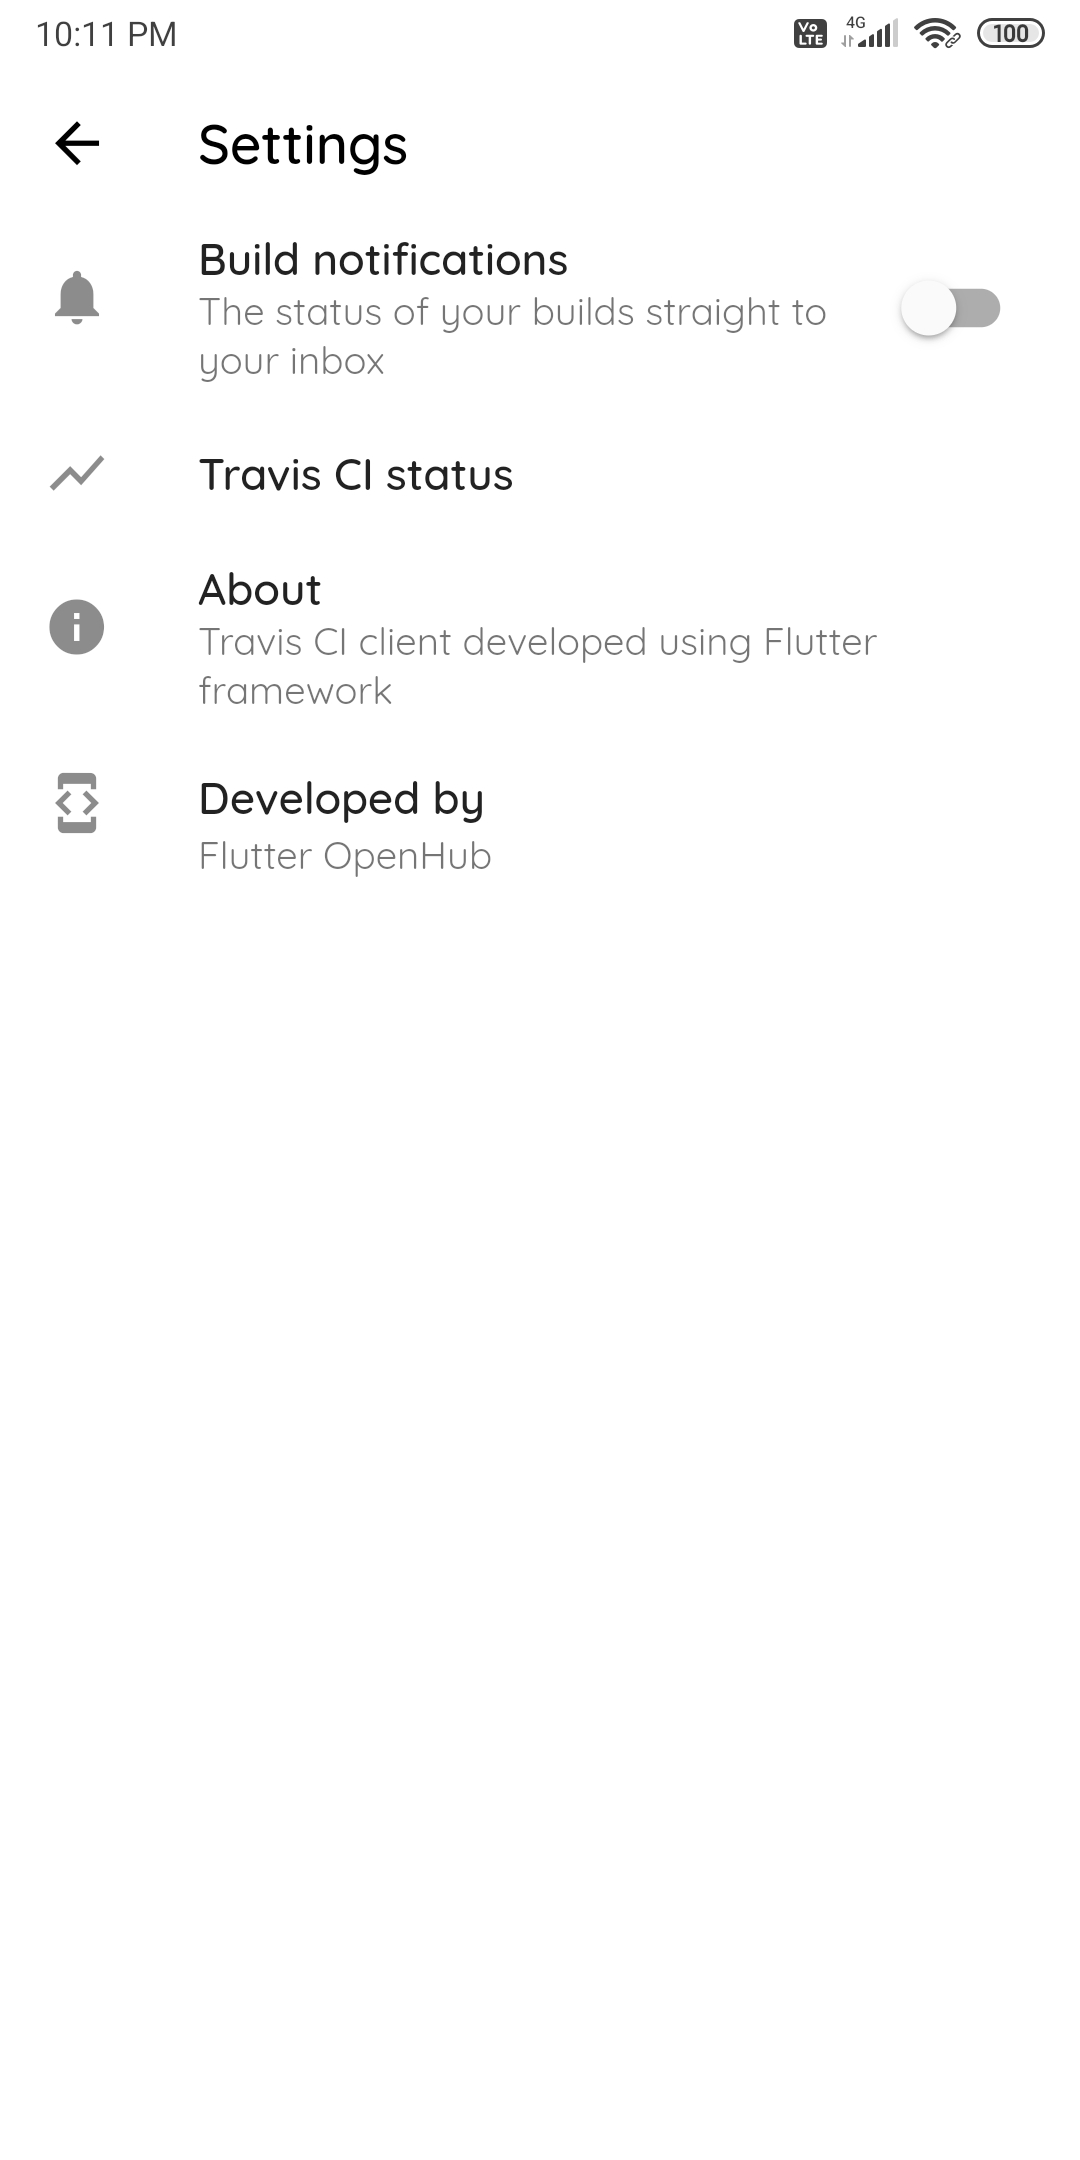 10:11 PM
Vo LTE
4G
100
Settings
Build notifications
The status of your builds straight to
your inbox
Travis CI status
About
Travis CI client developed using Flutter
framework
Developed by
Flutter OpenHub